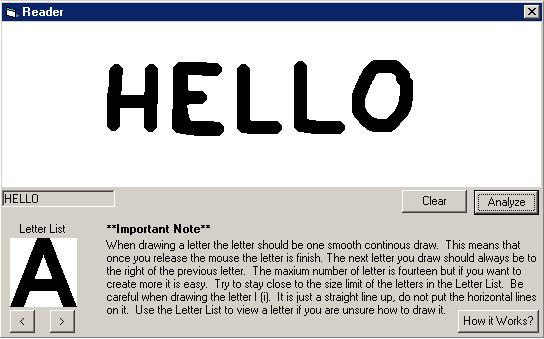 Reader
HELLO
HELLO
Clear
Analyze
Letter List
A
<
>
**Important Note**
When drawing a letter the letter should be one smooth continous draw. This means that
once you release the mouse the letter is finish. The next letter you draw should always be to
the right of the previous letter. The maxium number of letter is fourteen but if you want to
create more it is easy. Try to stay close to the size limit of the letters in the Letter List. Be
careful when drawing the letter I (i). It is just a straight line up, do not put the horizontal lines
on it. Use the Letter List to view a letter if you are unsure how to draw it.
How it Works?